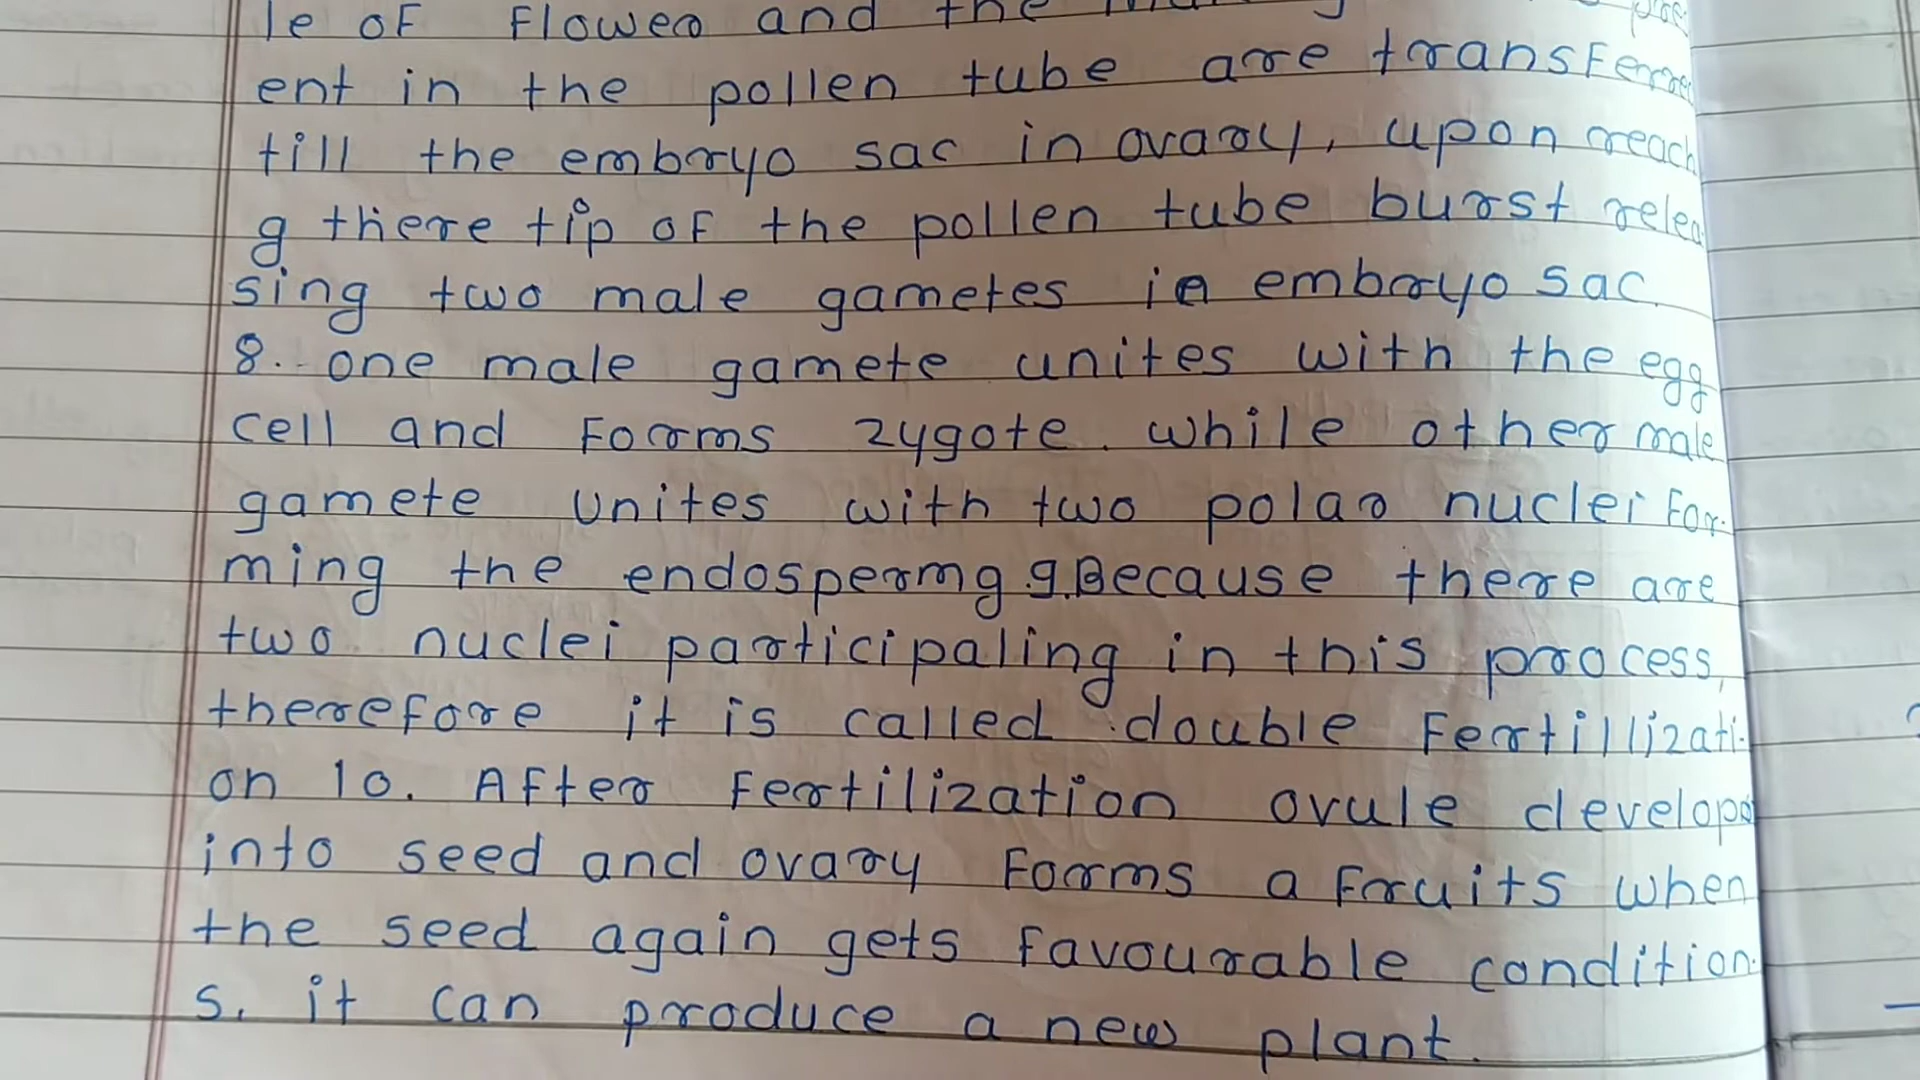 le of flower and the
ent in the pollen tube are transferred
till the embryo sac in ovary, upon reach
g there tip of the pollen tube burst relea
sing two male gametes in embryo sac.
8. one male gamete unites with the egg
cell and forms zygote. while other male
gamete unites with two polar nuclei for-
ming the endospermg 9.Because there are
two nuclei participaling in this process,
therefore it is called double fertillizati-
on 10. After fertilization ovule develops
into seed and ovary forms a fruits when
the seed again gets favourable condition-
s. it can produce a new plant.